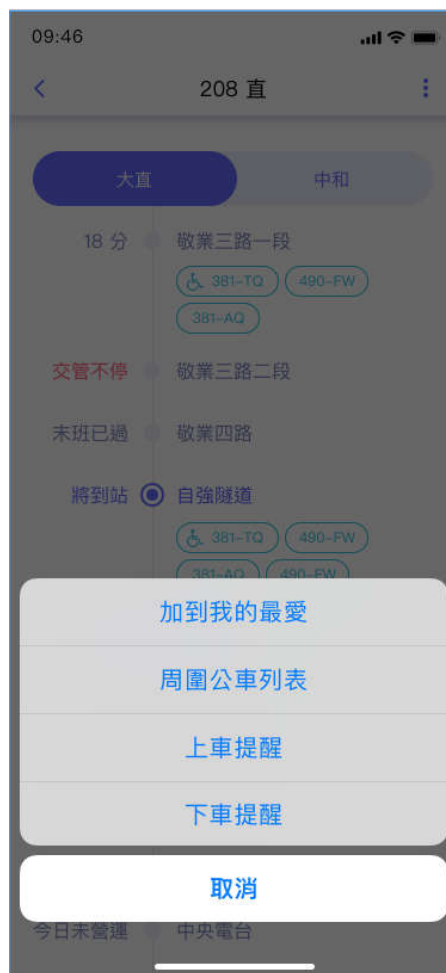 09:46
208 直
大直
中和
18 分 敬業三路一段
381-TQ 490-FW
381-AQ
交管不停 敬業三路二段
末班已過 敬業四路
將到站 自強隧道
381-TQ 490-FW
381-AQ 490-FW
加到我的最愛
周圍公車列表
上車提醒
下車提醒
取消
今日未營運 中央電台